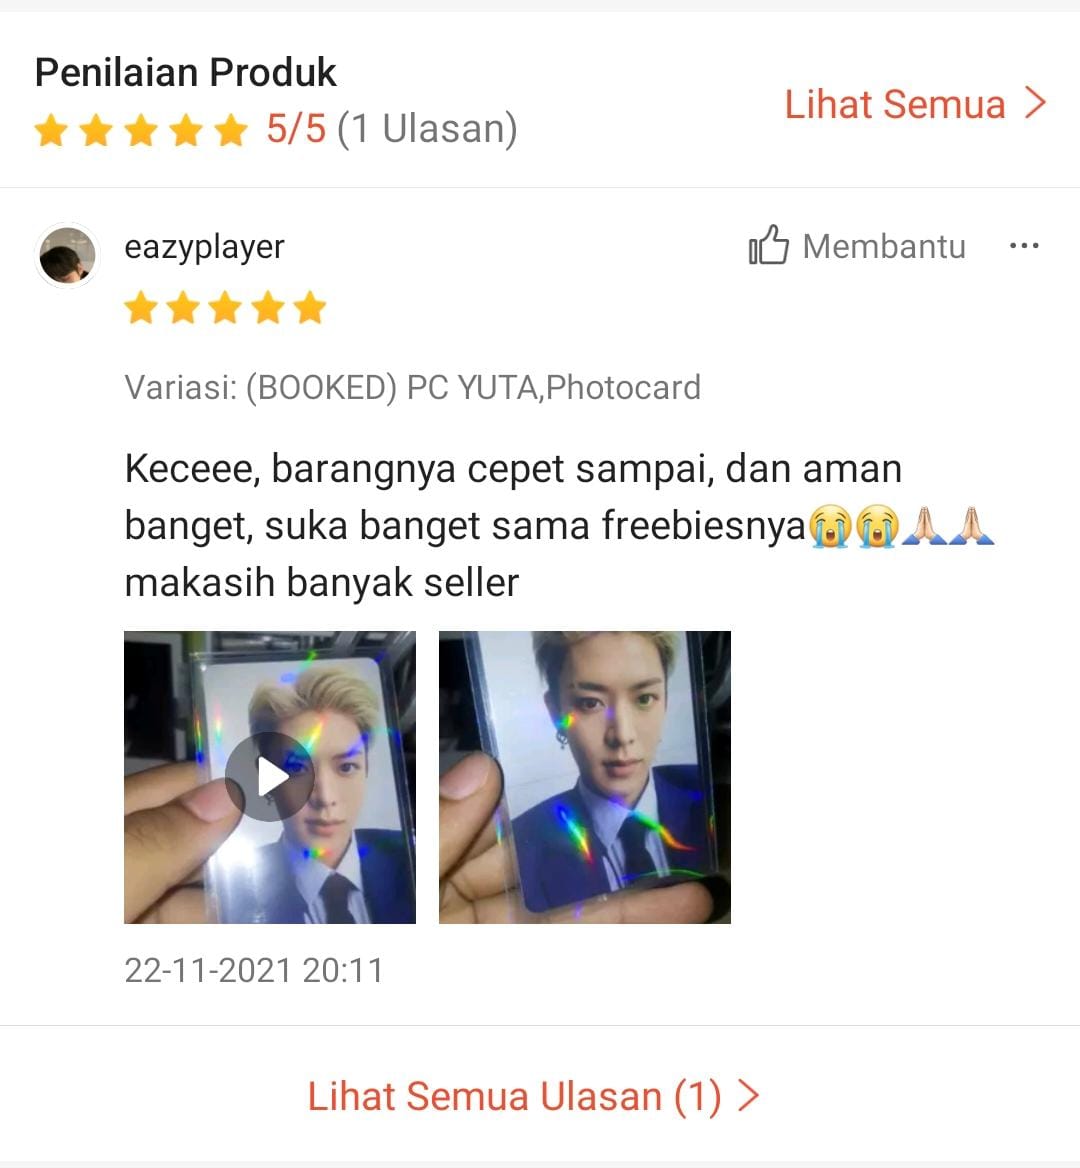 Penilaian Produk
Lihat Semua
5/5 (1 Ulasan)
eazyplayer
Membantu
Variasi: (BOOKED) PC YUTA,Photocard
Keceee, barangnya cepet sampai, dan aman
banget, suka banget sama freebiesnya😭😭🙏🏻🙏🏻
makasih banyak seller
22-11-2021 20:11
Lihat Semua Ulasan (1)